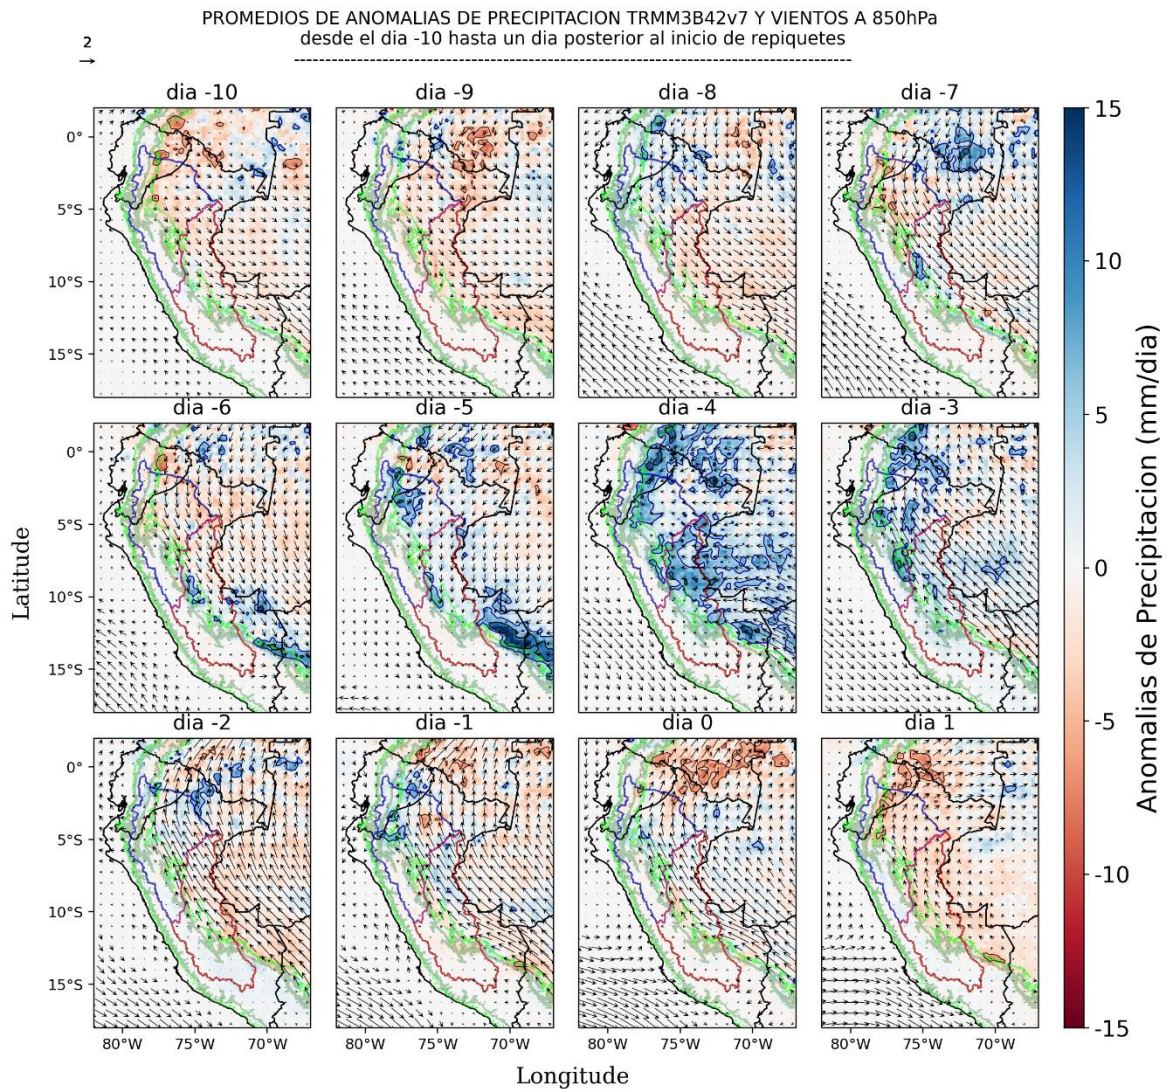 PROMEDIOS DE ANOMALIAS DE PRECIPITACION TRMM3B42v7 Y VIENTOS A 850hPa
desde el dia -10 hasta un dia posterior al inicio de repiquetes
2
--------------------------------------------------------------------------------------------
dia -10 dia -9 dia -8 dia -7
0°
5°S
10°S
15°S
dia -6 dia -5 dia -4 dia -3
0°
5°S
10°S
15°S
dia -2 dia -1 dia 0 dia 1
0°
5°S
10°S
15°S
80°W 75°W 70°W 80°W 75°W 70°W 80°W 75°W 70°W 80°W 75°W 70°W
Latitude
Longitude
15
10
5
0
-5
-10
-15
Anomalias de Precipitacion (mm/dia)